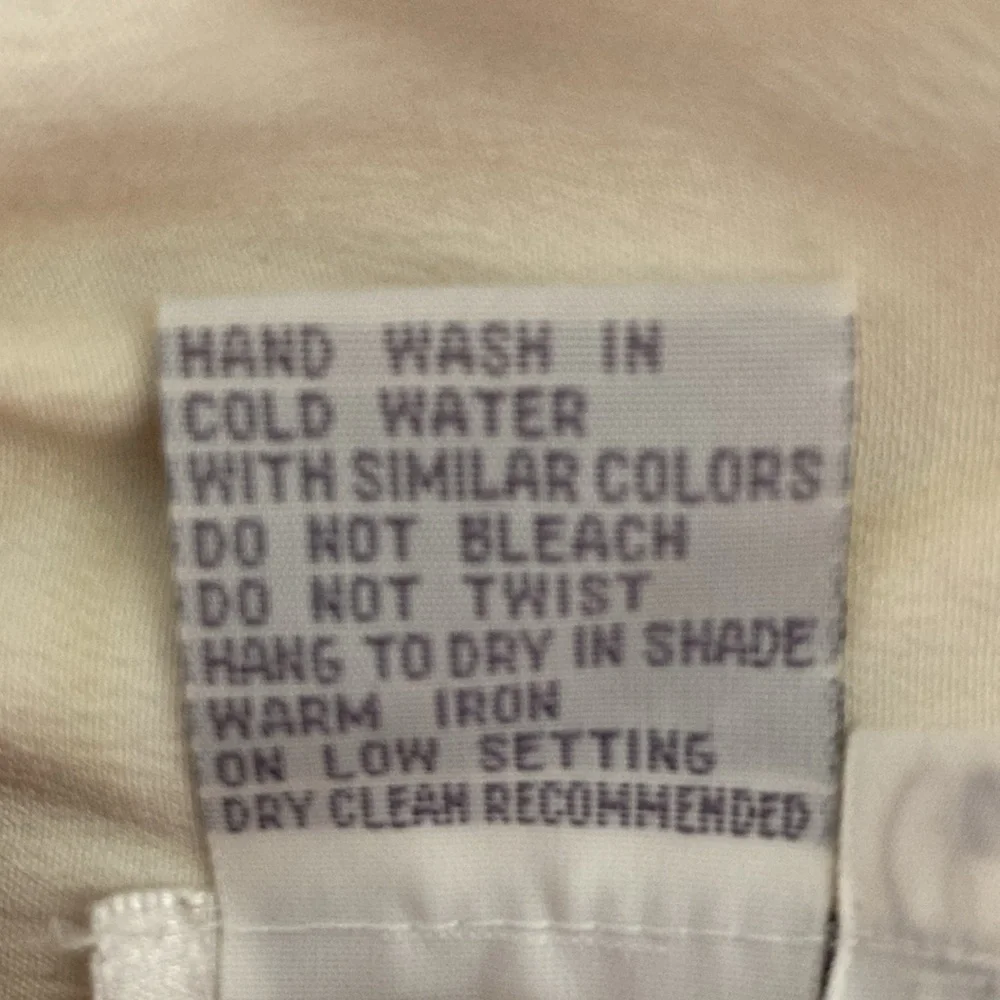 HAND WASH IN
COLD WATER
WITH SIMILAR COLORS
DO NOT BLEACH
DO NOT TWIST
HANG TO DRY IN SHADE
WARM IRON
ON LOW SETTING
DRY CLEAN RECOMMENDED